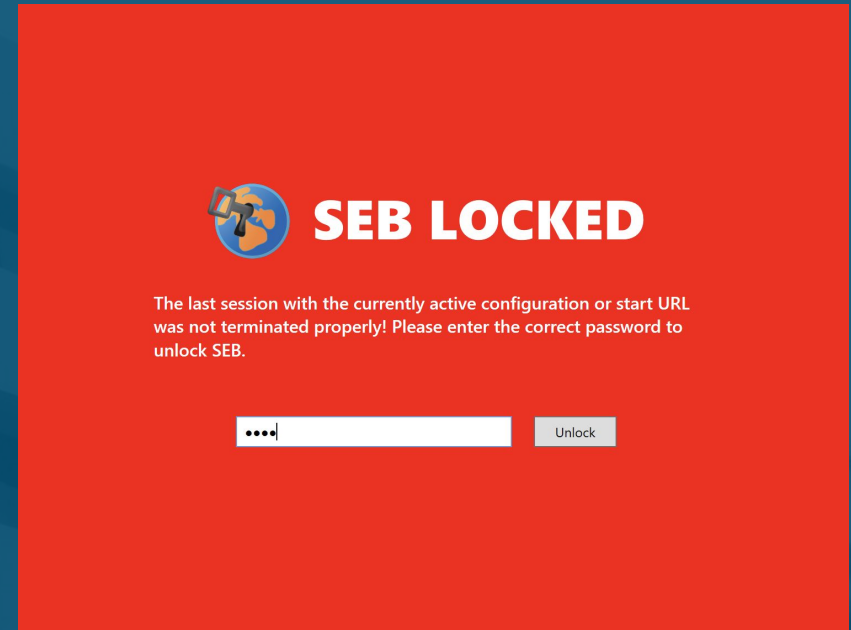 SEB LOCKED
The last session with the currently active configuration or start URL
was not terminated properly! Please enter the correct password to
unlock SEB.
••••
Unlock